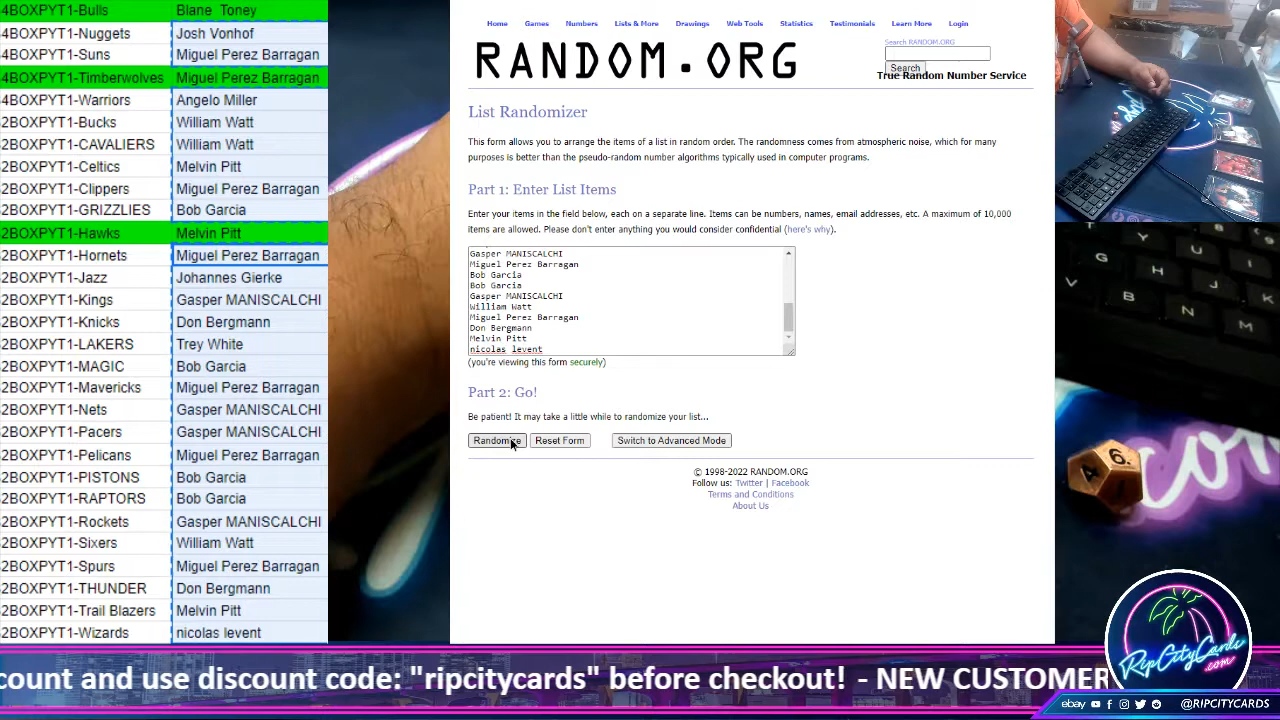 4BOXPYT1-Bulls Blane Toney
4BOXPYT1-Nuggets Josh Vonhof
4BOXPYT1-Suns Miguel Perez Barragan
4BOXPYT1-Timberwolves Miguel Perez Barragan
4BOXPYT1-Warriors Angelo Miller
2BOXPYT1-Bucks William Watt
2BOXPYT1-CAVALIERS William Watt
2BOXPYT1-Celtics Melvin Pitt
2BOXPYT1-Clippers Miguel Perez Barragan
2BOXPYT1-GRIZZLIES Bob Garcia
2BOXPYT1-Hawks Melvin Pitt
2BOXPYT1-Hornets Miguel Perez Barragan
2BOXPYT1-Jazz Johannes Gierke
2BOXPYT1-Kings Gasper MANISCALCHI
2BOXPYT1-Knicks Don Bergmann
2BOXPYT1-LAKERS Trey White
2BOXPYT1-MAGIC Bob Garcia
2BOXPYT1-Mavericks Miguel Perez Barragan
2BOXPYT1-Nets Gasper MANISCALCHI
2BOXPYT1-Pacers Gasper MANISCALCHI
2BOXPYT1-Pelicans Miguel Perez Barragan
2BOXPYT1-PISTONS Bob Garcia
2BOXPYT1-RAPTORS Bob Garcia
2BOXPYT1-Rockets Gasper MANISCALCHI
2BOXPYT1-Sixers William Watt
2BOXPYT1-Spurs Miguel Perez Barragan
2BOXPYT1-THUNDER Don Bergmann
2BOXPYT1-Trail Blazers Melvin Pitt
2BOXPYT1-Wizards nicolas levent
Home Games Numbers Lists & More Drawings Web Tools Statistics Testimonials Learn More Login
RANDOM.ORG
Search RANDOM.ORG
Search
True Random Number Service
List Randomizer
This form allows you to arrange the items of a list in random order. The randomness comes from atmospheric noise, which for many
purposes is better than the pseudo-random number algorithms typically used in computer programs.
Part 1: Enter List Items
Enter your items in the field below, each on a separate line. Items can be numbers, names, email addresses, etc. A maximum of 10,000
items are allowed. Please don't enter anything you would consider confidential (here's why).
Gasper MANISCALCHI
Miguel Perez Barragan
Bob Garcia
Bob Garcia
Gasper MANISCALCHI
William Watt
Miguel Perez Barragan
Don Bergmann
Melvin Pitt
nicolas levent
(you're viewing this form securely)
Part 2: Go!
Be patient! It may take a little while to randomize your list...
Randomize Reset Form Switch to Advanced Mode
© 1998-2022 RANDOM.ORG
Follow us: Twitter | Facebook
Terms and Conditions
About Us
H J K
B N M
4 6.
count and use discount code: "ripcitycards" before checkout! - NEW CUSTOMER
RIPCITYCARDS
.COM
ebay @RIPCITYCARDS